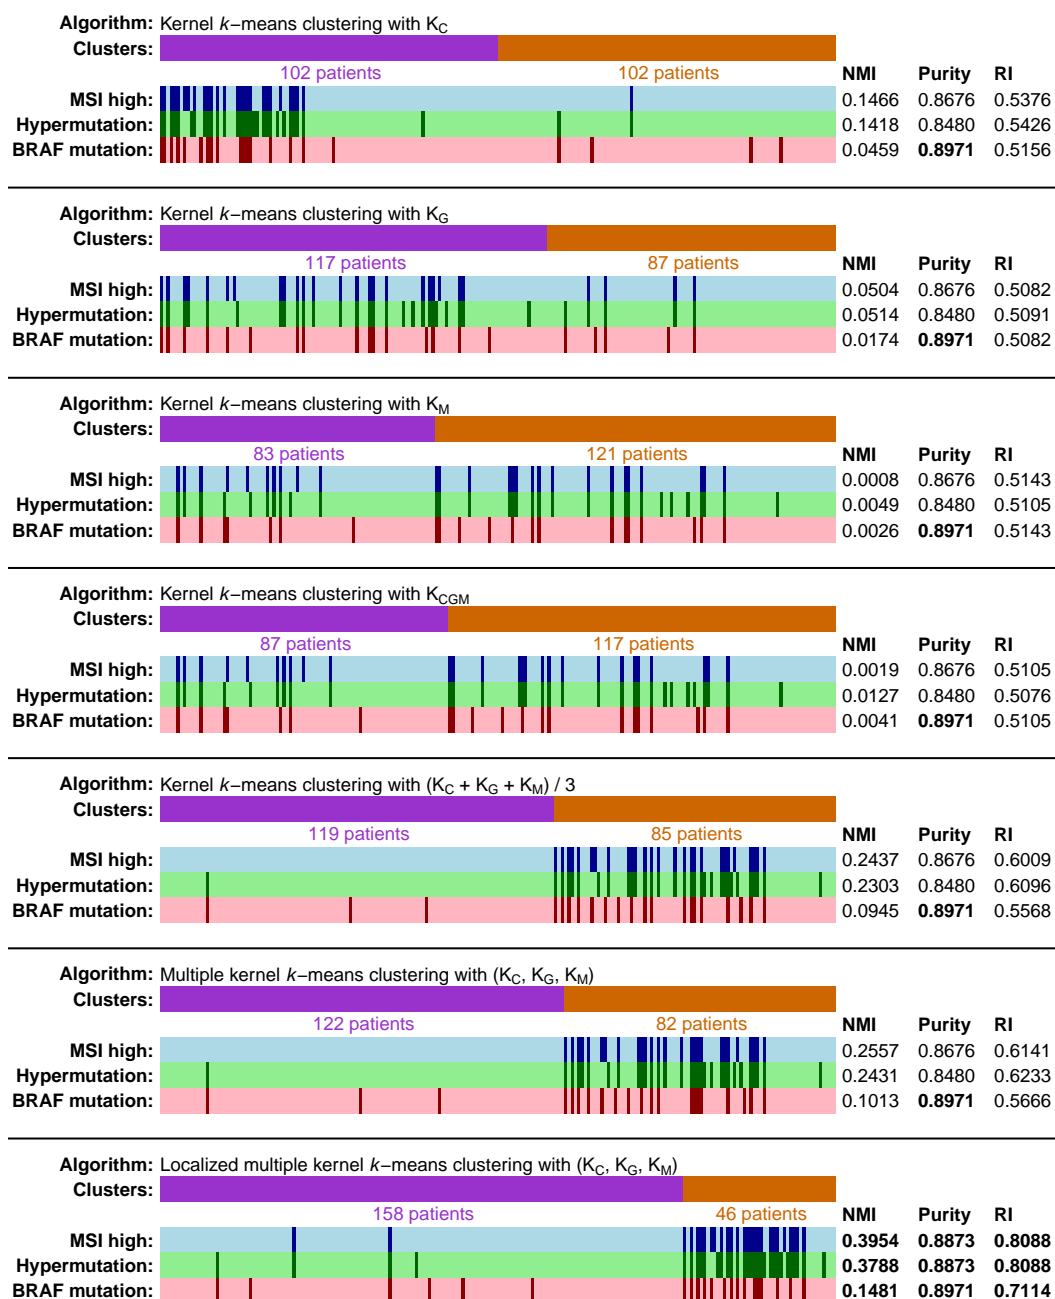 Algorithm: Kernel k−means clustering with K_C
Clusters:
102 patients 102 patients NMI Purity RI
MSI high: 0.1466 0.8676 0.5376
Hypermutation: 0.1418 0.8480 0.5426
BRAF mutation: 0.0459 0.8971 0.5156
Algorithm: Kernel k−means clustering with K_G
Clusters:
117 patients 87 patients NMI Purity RI
MSI high: 0.0504 0.8676 0.5082
Hypermutation: 0.0514 0.8480 0.5091
BRAF mutation: 0.0174 0.8971 0.5082
Algorithm: Kernel k−means clustering with K_M
Clusters:
83 patients 121 patients NMI Purity RI
MSI high: 0.0008 0.8676 0.5143
Hypermutation: 0.0049 0.8480 0.5105
BRAF mutation: 0.0026 0.8971 0.5143
Algorithm: Kernel k−means clustering with K_CGM
Clusters:
87 patients 117 patients NMI Purity RI
MSI high: 0.0019 0.8676 0.5105
Hypermutation: 0.0127 0.8480 0.5076
BRAF mutation: 0.0041 0.8971 0.5105
Algorithm: Kernel k−means clustering with (K_C + K_G + K_M) / 3
Clusters:
119 patients 85 patients NMI Purity RI
MSI high: 0.2437 0.8676 0.6009
Hypermutation: 0.2303 0.8480 0.6096
BRAF mutation: 0.0945 0.8971 0.5568
Algorithm: Multiple kernel k−means clustering with (K_C, K_G, K_M)
Clusters:
122 patients 82 patients NMI Purity RI
MSI high: 0.2557 0.8676 0.6141
Hypermutation: 0.2431 0.8480 0.6233
BRAF mutation: 0.1013 0.8971 0.5666
Algorithm: Localized multiple kernel k−means clustering with (K_C, K_G, K_M)
Clusters:
158 patients 46 patients NMI Purity RI
MSI high: 0.3954 0.8873 0.8088
Hypermutation: 0.3788 0.8873 0.8088
BRAF mutation: 0.1481 0.8971 0.7114